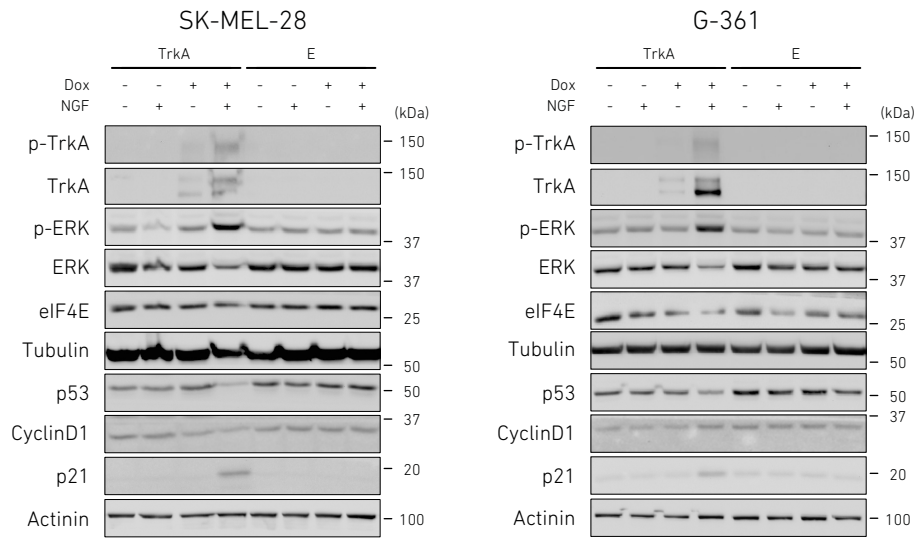 SK-MEL-28
TrkA E
Dox - - + + - - + +
NGF - + - + - + - + (kDa)
p-TrkA 150
TrkA 150
p-ERK 37
ERK 37
eIF4E 25
Tubulin 50
p53 50
CyclinD1 37
p21 20
Actinin 100
G-361
TrkA E
Dox - - + + - - + +
NGF - + - + - + - + (kDa)
p-TrkA 150
TrkA 150
p-ERK 37
ERK 37
eIF4E 25
Tubulin 50
p53 50
CyclinD1 37
p21 20
Actinin 100